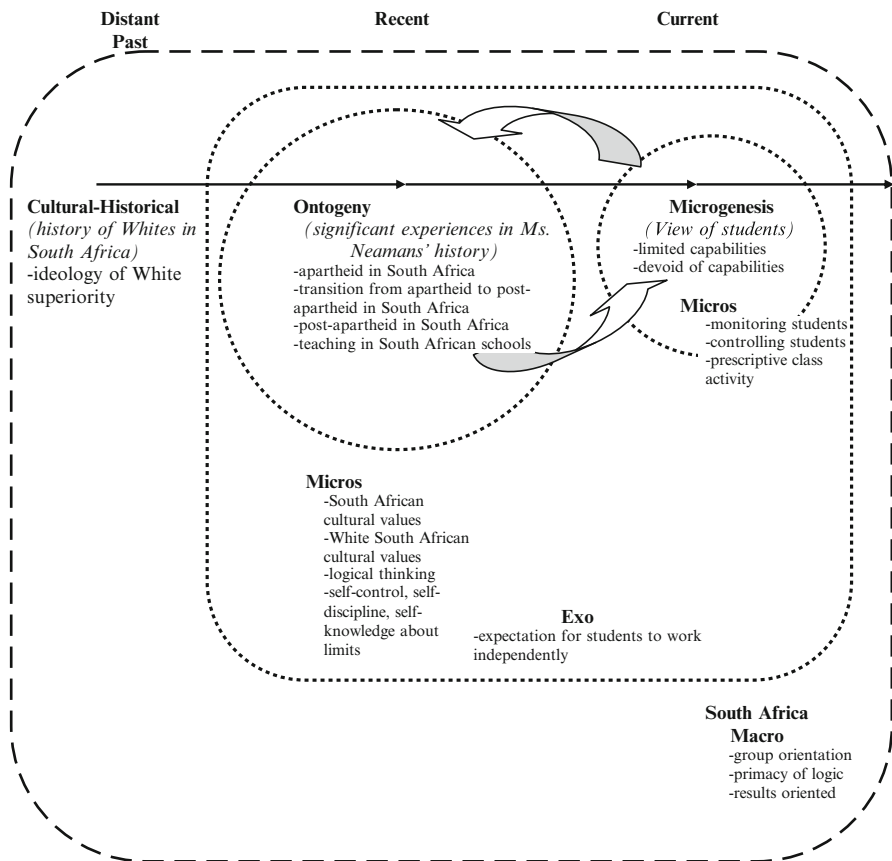 Distant
Past
Recent
Current
Cultural-Historical
(history of Whites in
South Africa)
-ideology of White
superiority
Ontogeny
(significant experiences in Ms.
Neamans' history)
-apartheid in South Africa
-transition from apartheid to post-
apartheid in South Africa
-post-apartheid in South Africa
-teaching in South African schools
Microgenesis
(View of students)
-limited capabilities
-devoid of capabilities
Micros
-monitoring students
-controlling students
-prescriptive class
activity
Micros
-South African
cultural values
-White South African
cultural values
-logical thinking
-self-control, self-
discipline, self-
knowledge about
limits
Exo
-expectation for students to work
independently
South Africa
Macro
-group orientation
-primacy of logic
-results oriented